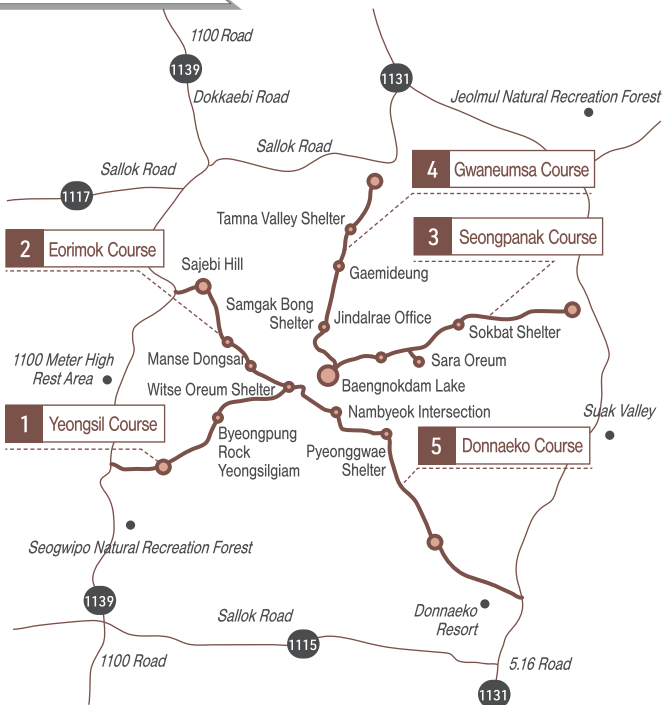 1100 Road
1139
Dokkaebi Road
1131
Jeolmul Natural Recreation Forest
Sallok Road
Sallok Road
1117
4 Gwaneumsa Course
Tamna Valley Shelter
3 Seongpanak Course
2 Eorimok Course
Sajebi Hill
Gaemideung
Samgak Bong
Shelter
Jindalrae Office
Sokbat Shelter
1100 Meter High
Rest Area
Manse Dongsan
Sara Oreum
Witse Oreum Shelter
Baengnokdam Lake
1 Yeongsil Course
Nambyeok Intersection
Suak Valley
Byeongpung
Rock
Yeongsilgiam
Pyeonggwae
Shelter
5 Donnaeko Course
Seogwipo Natural Recreation Forest
1139
Sallok Road
Donnaeko
Resort
1115
1100 Road
5.16 Road
1131